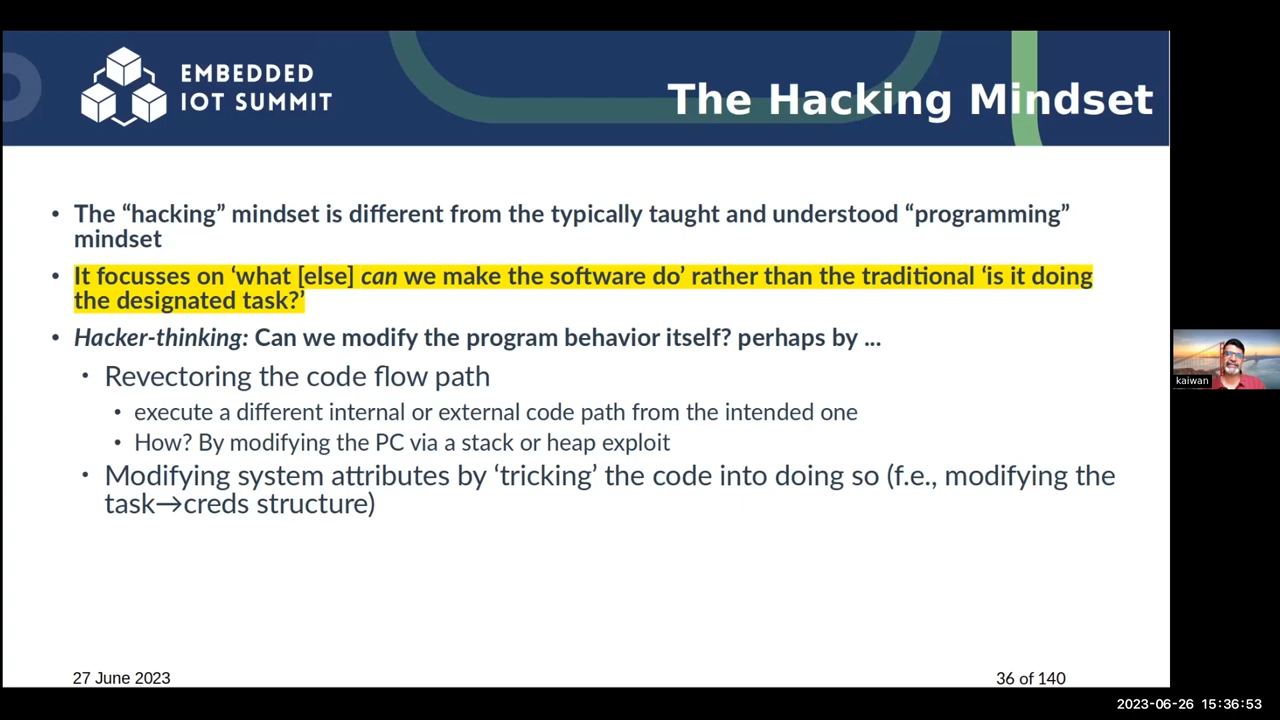 EMBEDDED
IOT SUMMIT
The Hacking Mindset
• The “hacking” mindset is different from the typically taught and understood “programming”
mindset
• It focusses on ‘what [else] can we make the software do’ rather than the traditional ‘is it doing
the designated task?’
• Hacker-thinking: Can we modify the program behavior itself? perhaps by ...
• Revectoring the code flow path
• execute a different internal or external code path from the intended one
• How? By modifying the PC via a stack or heap exploit
• Modifying system attributes by ‘tricking’ the code into doing so (f.e., modifying the
task→creds structure)
kaiwan
27 June 2023
36 of 140
2023-06-26 15:36:53